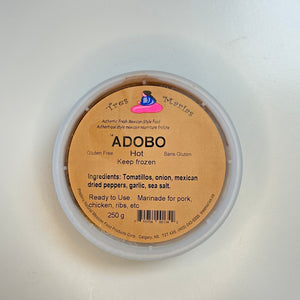 Tres Marias
Authentic Fresh Mexican Style Food
"ADOBO
Hot
Gluten Free
Sans Gluten
Keep frozen
Ingredients: Tomatillos, onion, mexican
dried peppers, garlic, sea salt.
Ready to Use. Marinade for pork,
chicken, ribs, etc
250 g